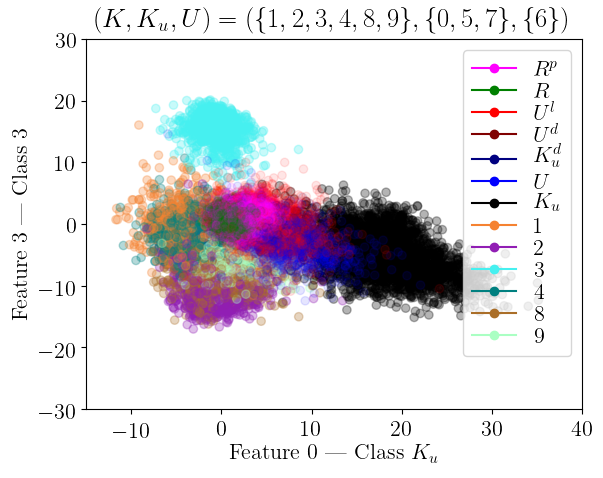 (K, K_u, U) = ({1, 2, 3, 4, 8, 9}, {0, 5, 7}, {6})
30
20
10
0
−10
−20
−30
Feature 3 — Class 3
−10
0
10
20
30
40
Feature 0 — Class K_u
R^p
R
U^l
U^d
K_u^d
U
K_u
1
2
3
4
8
9